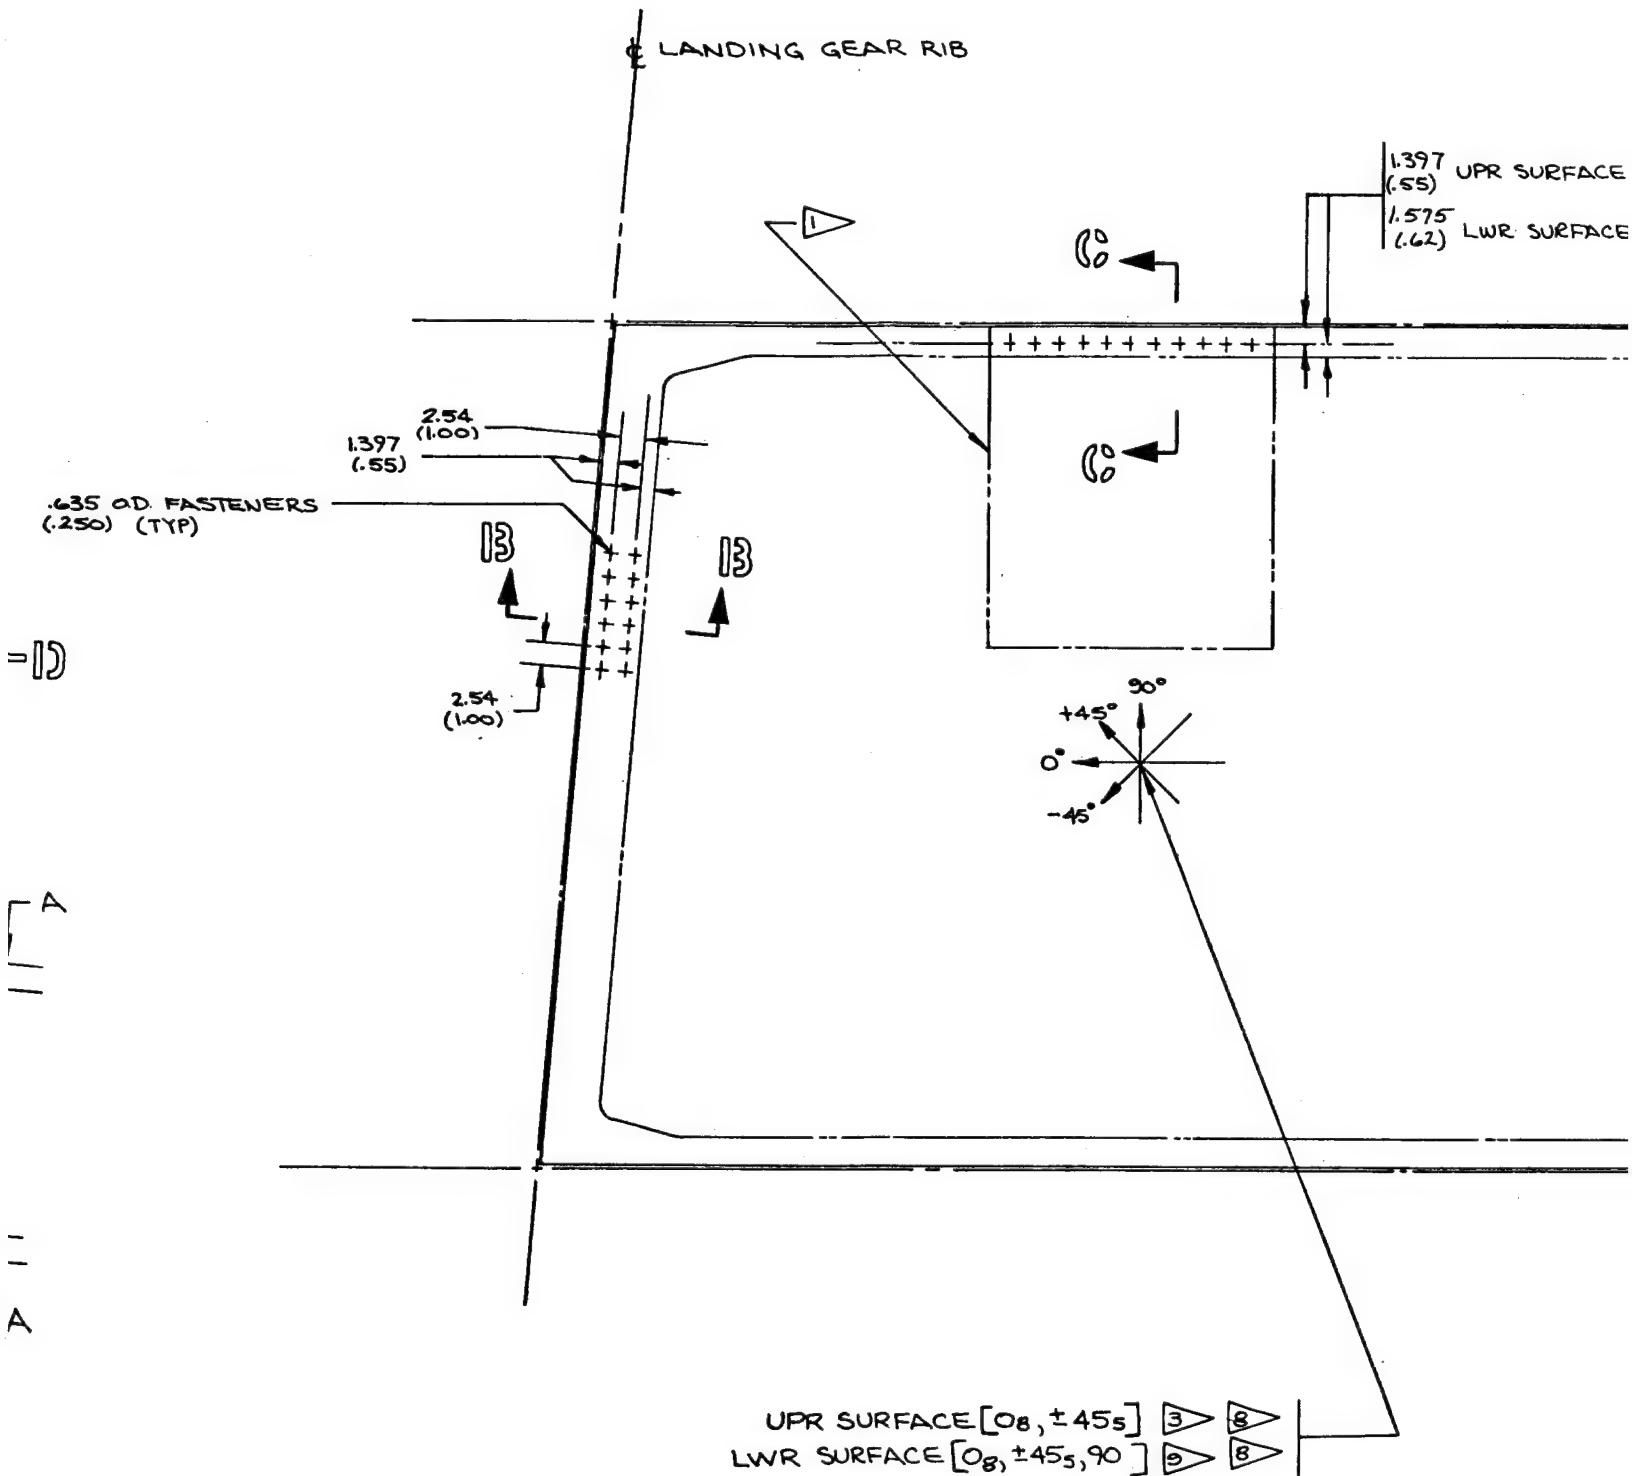 ℄ LANDING GEAR RIB
1.397
(.55) UPR SURFACE
1.575
(.62) LWR SURFACE
1
C
C
2.54
(1.00)
1.397
(.55)
.635 O.D. FASTENERS
(.250) (TYP)
B
B
D
2.54
(1.00)
90°
+45°
0°
-45°
A
A
UPR SURFACE [0₈, ±45₅] 3 8
LWR SURFACE [0₈, ±45₅, 90 ] 9 8